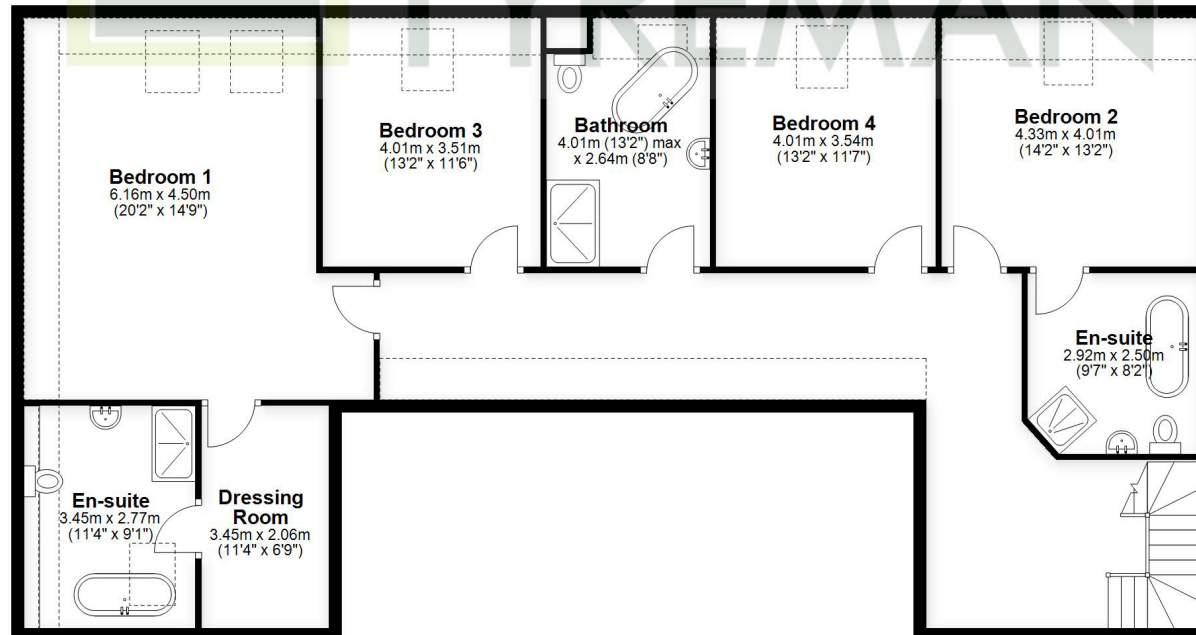 TYREMAN
Bedroom 1
6.16m x 4.50m
(20'2" x 14'9")
Bedroom 3
4.01m x 3.51m
(13'2" x 11'6")
Bathroom
4.01m (13'2") max
x 2.64m (8'8")
Bedroom 4
4.01m x 3.54m
(13'2" x 11'7")
Bedroom 2
4.33m x 4.01m
(14'2" x 13'2")
En-suite
2.92m x 2.50m
(9'7" x 8'2")
En-suite
3.45m x 2.77m
(11'4" x 9'1")
Dressing
Room
3.45m x 2.06m
(11'4" x 6'9")